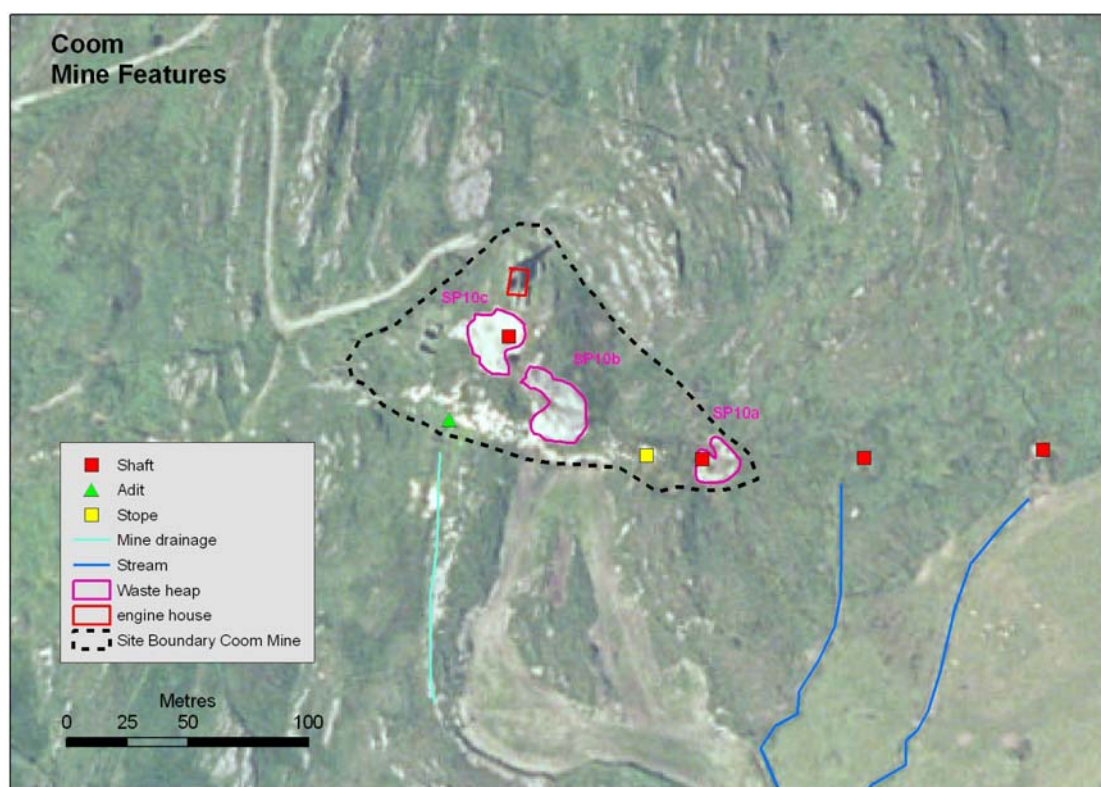 Coom
Mine Features
SP10c
SP10b
SP10a
Shaft
Adit
Stope
Mine drainage
Stream
Waste heap
engine house
Site Boundary Coom Mine
Metres
0 25 50 100